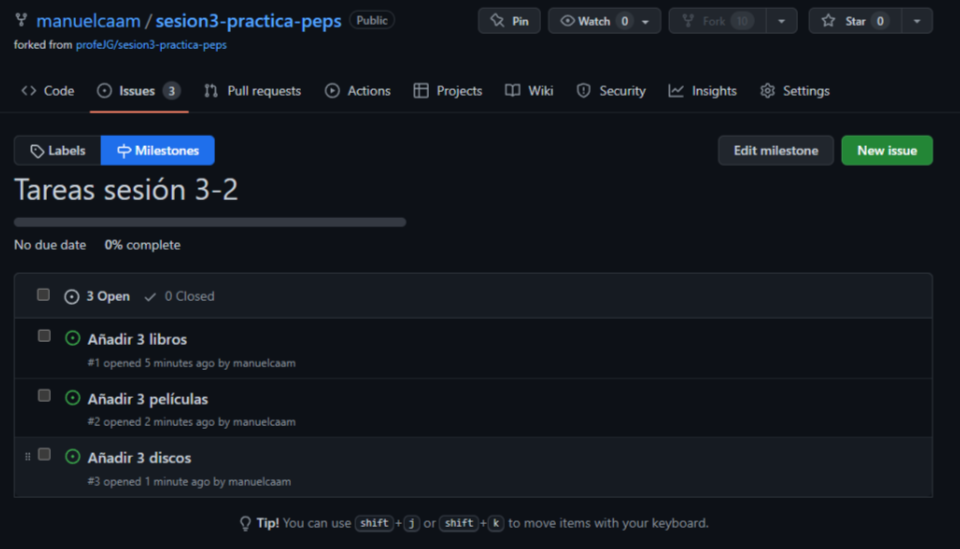 manuelcaam / sesion3-practica-peps Public Pin Watch 0 Fork 10 Star 0
forked from profeJG/sesion3-practica-peps
Code Issues 3 Pull requests Actions Projects Wiki Security Insights Settings
Labels Milestones Edit milestone New issue
Tareas sesión 3-2
No due date 0% complete
3 Open 0 Closed
Añadir 3 libros
#1 opened 5 minutes ago by manuelcaam
Añadir 3 películas
#2 opened 2 minutes ago by manuelcaam
Añadir 3 discos
#3 opened 1 minute ago by manuelcaam
Tip! You can use shift + j or shift + k to move items with your keyboard.